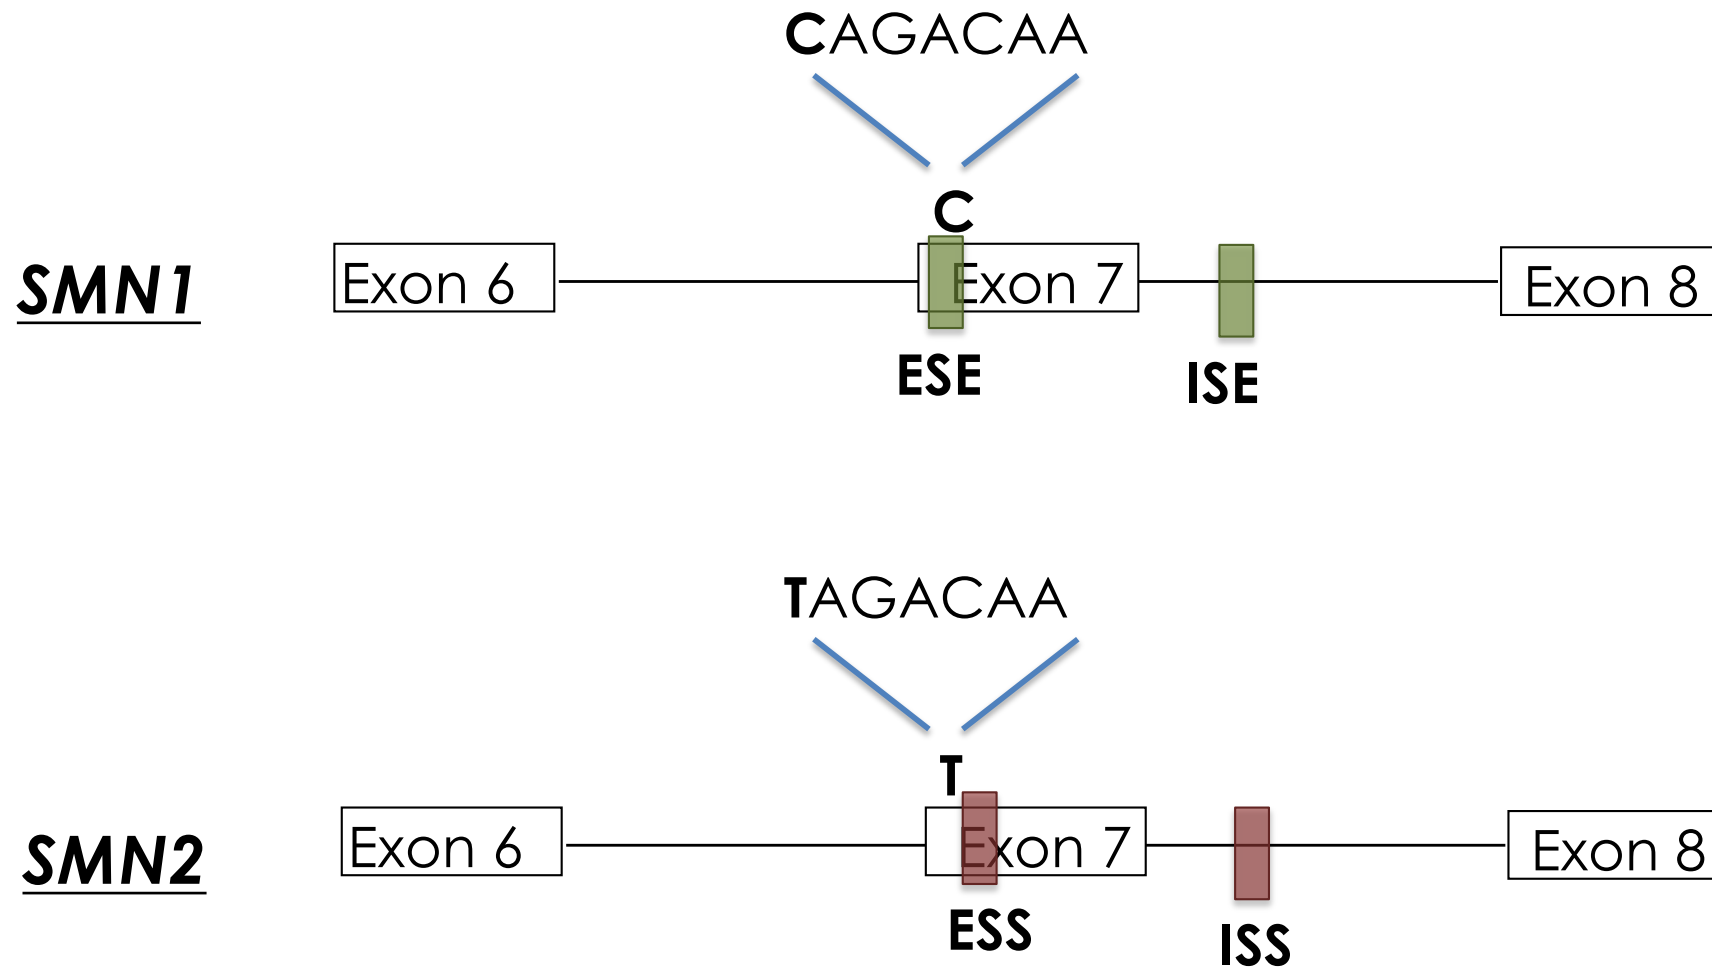 CAGACAA
C
SMN1
Exon 6
Exon 7
Exon 8
ESE
ISE
TAGACAA
T
SMN2
Exon 6
Exon 7
Exon 8
ESS
ISS